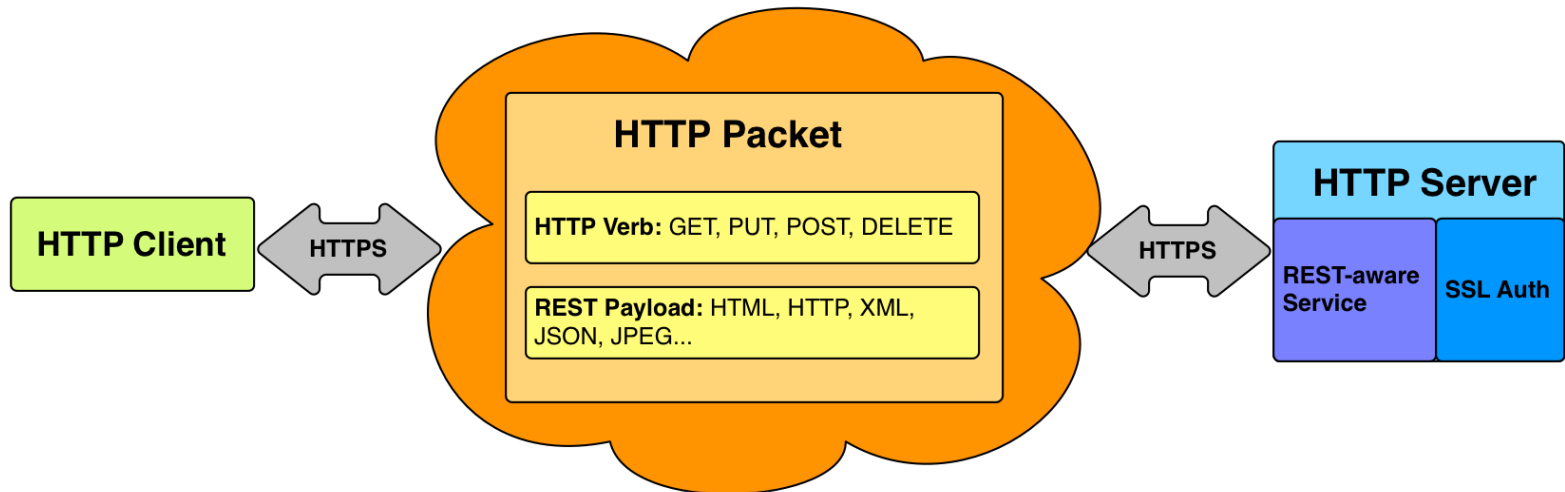 HTTP Packet
HTTP Verb: GET, PUT, POST, DELETE
REST Payload: HTML, HTTP, XML,
JSON, JPEG...
HTTP Client
HTTPS
HTTPS
HTTP Server
REST-aware
Service
SSL Auth